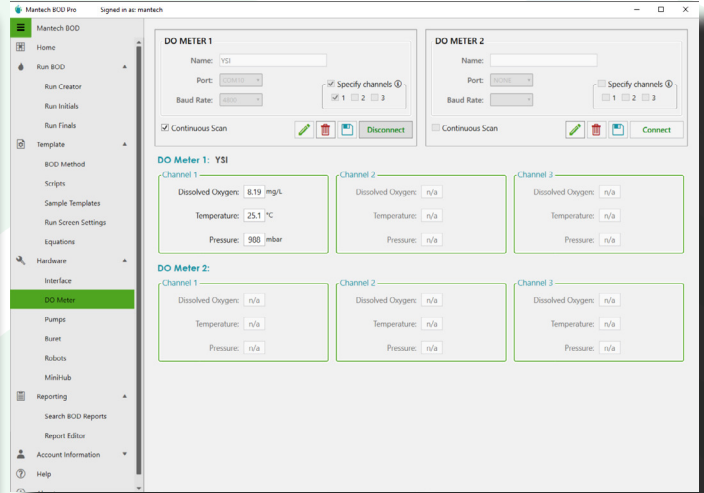 Mantech BOD Pro Signed in as: mantech
Mantech BOD
Home
Run BOD
Run Creator
Run Initials
Run Finals
Template
BOD Method
Scripts
Sample Templates
Run Screen Settings
Equations
Hardware
Interface
DO Meter
Pumps
Buret
Robots
MiniHub
Reporting
Search BOD Reports
Report Editor
Account Information
Help
DO METER 1
Name: YSI
Port: COM10
Specify channels
Baud Rate: 4800
1 2 3
Continuous Scan
Disconnect
DO METER 2
Name:
Port: NONE
Specify channels
Baud Rate:
1 2 3
Continuous Scan
Connect
DO Meter 1: YSI
Channel 1
Dissolved Oxygen: 8.19 mg/L
Temperature: 25.1 °C
Pressure: 988 mbar
Channel 2
Dissolved Oxygen: n/a
Temperature: n/a
Pressure: n/a
Channel 3
Dissolved Oxygen: n/a
Temperature: n/a
Pressure: n/a
DO Meter 2:
Channel 1
Dissolved Oxygen: n/a
Temperature: n/a
Pressure: n/a
Channel 2
Dissolved Oxygen: n/a
Temperature: n/a
Pressure: n/a
Channel 3
Dissolved Oxygen: n/a
Temperature: n/a
Pressure: n/a